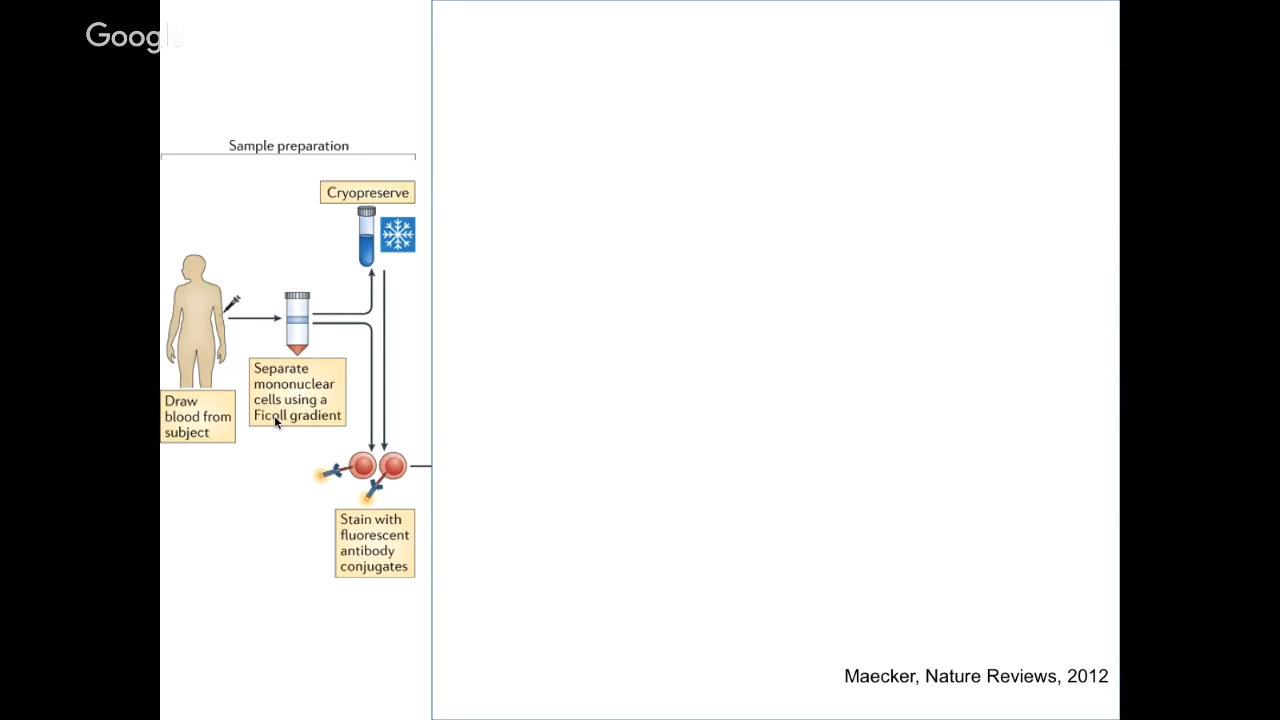 Google
Sample preparation
Cryopreserve
Separate
mononuclear
cells using a
Ficoll gradient
Draw
blood from
subject
Stain with
fluorescent
antibody
conjugates
Maecker, Nature Reviews, 2012